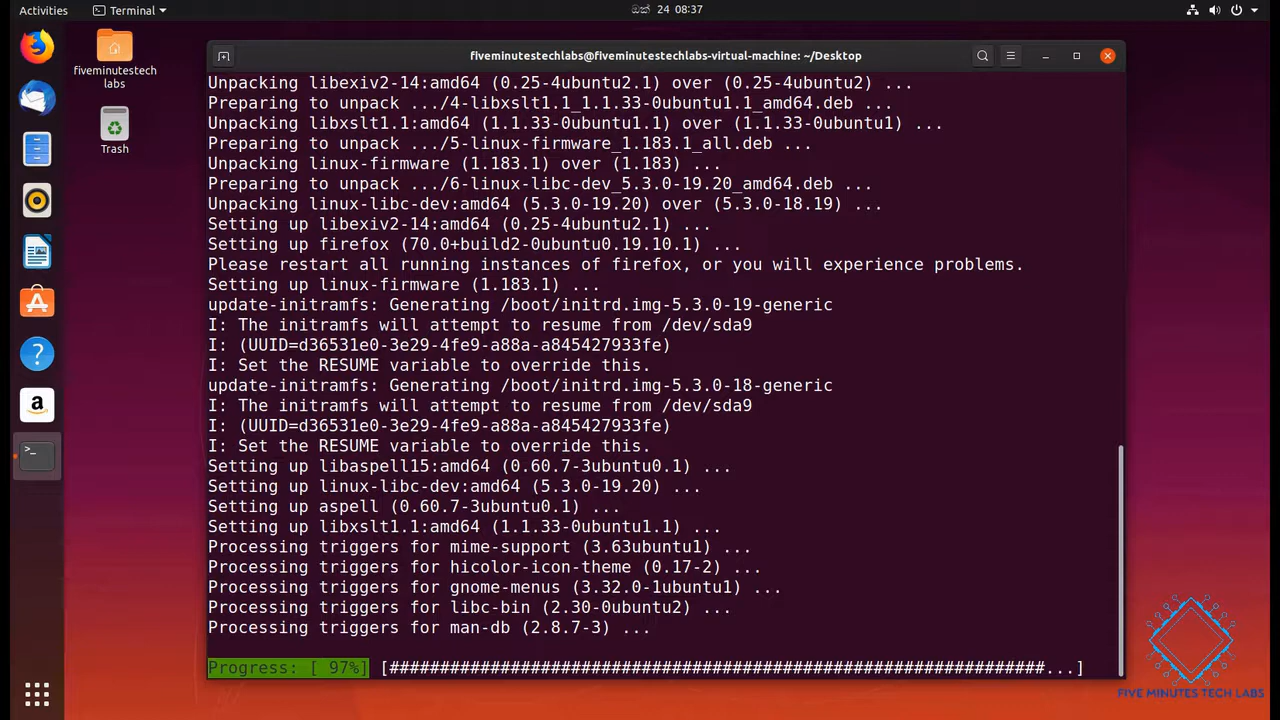 Activities
Terminal
ඔක් 24 08:37
fiveminutestech
labs
Trash
fiveminutestechlabs@fiveminutestechlabs-virtual-machine: ~/Desktop
Unpacking libexiv2-14:amd64 (0.25-4ubuntu2.1) over (0.25-4ubuntu2) ...
Preparing to unpack .../4-libxslt1.1_1.1.33-0ubuntu1.1_amd64.deb ...
Unpacking libxslt1.1:amd64 (1.1.33-0ubuntu1.1) over (1.1.33-0ubuntu1) ...
Preparing to unpack .../5-linux-firmware_1.183.1_all.deb ...
Unpacking linux-firmware (1.183.1) over (1.183) ...
Preparing to unpack .../6-linux-libc-dev_5.3.0-19.20_amd64.deb ...
Unpacking linux-libc-dev:amd64 (5.3.0-19.20) over (5.3.0-18.19) ...
Setting up libexiv2-14:amd64 (0.25-4ubuntu2.1) ...
Setting up firefox (70.0+build2-0ubuntu0.19.10.1) ...
Please restart all running instances of firefox, or you will experience problems.
Setting up linux-firmware (1.183.1) ...
update-initramfs: Generating /boot/initrd.img-5.3.0-19-generic
I: The initramfs will attempt to resume from /dev/sda9
I: (UUID=d36531e0-3e29-4fe9-a88a-a845427933fe)
I: Set the RESUME variable to override this.
update-initramfs: Generating /boot/initrd.img-5.3.0-18-generic
I: The initramfs will attempt to resume from /dev/sda9
I: (UUID=d36531e0-3e29-4fe9-a88a-a845427933fe)
I: Set the RESUME variable to override this.
Setting up libaspell15:amd64 (0.60.7-3ubuntu0.1) ...
Setting up linux-libc-dev:amd64 (5.3.0-19.20) ...
Setting up aspell (0.60.7-3ubuntu0.1) ...
Setting up libxslt1.1:amd64 (1.1.33-0ubuntu1.1) ...
Processing triggers for mime-support (3.63ubuntu1) ...
Processing triggers for hicolor-icon-theme (0.17-2) ...
Processing triggers for gnome-menus (3.32.0-1ubuntu1) ...
Processing triggers for libc-bin (2.30-0ubuntu2) ...
Processing triggers for man-db (2.8.7-3) ...
Progress: [ 97%] [#################################################################...]
FIVE MINUTES TECH LABS